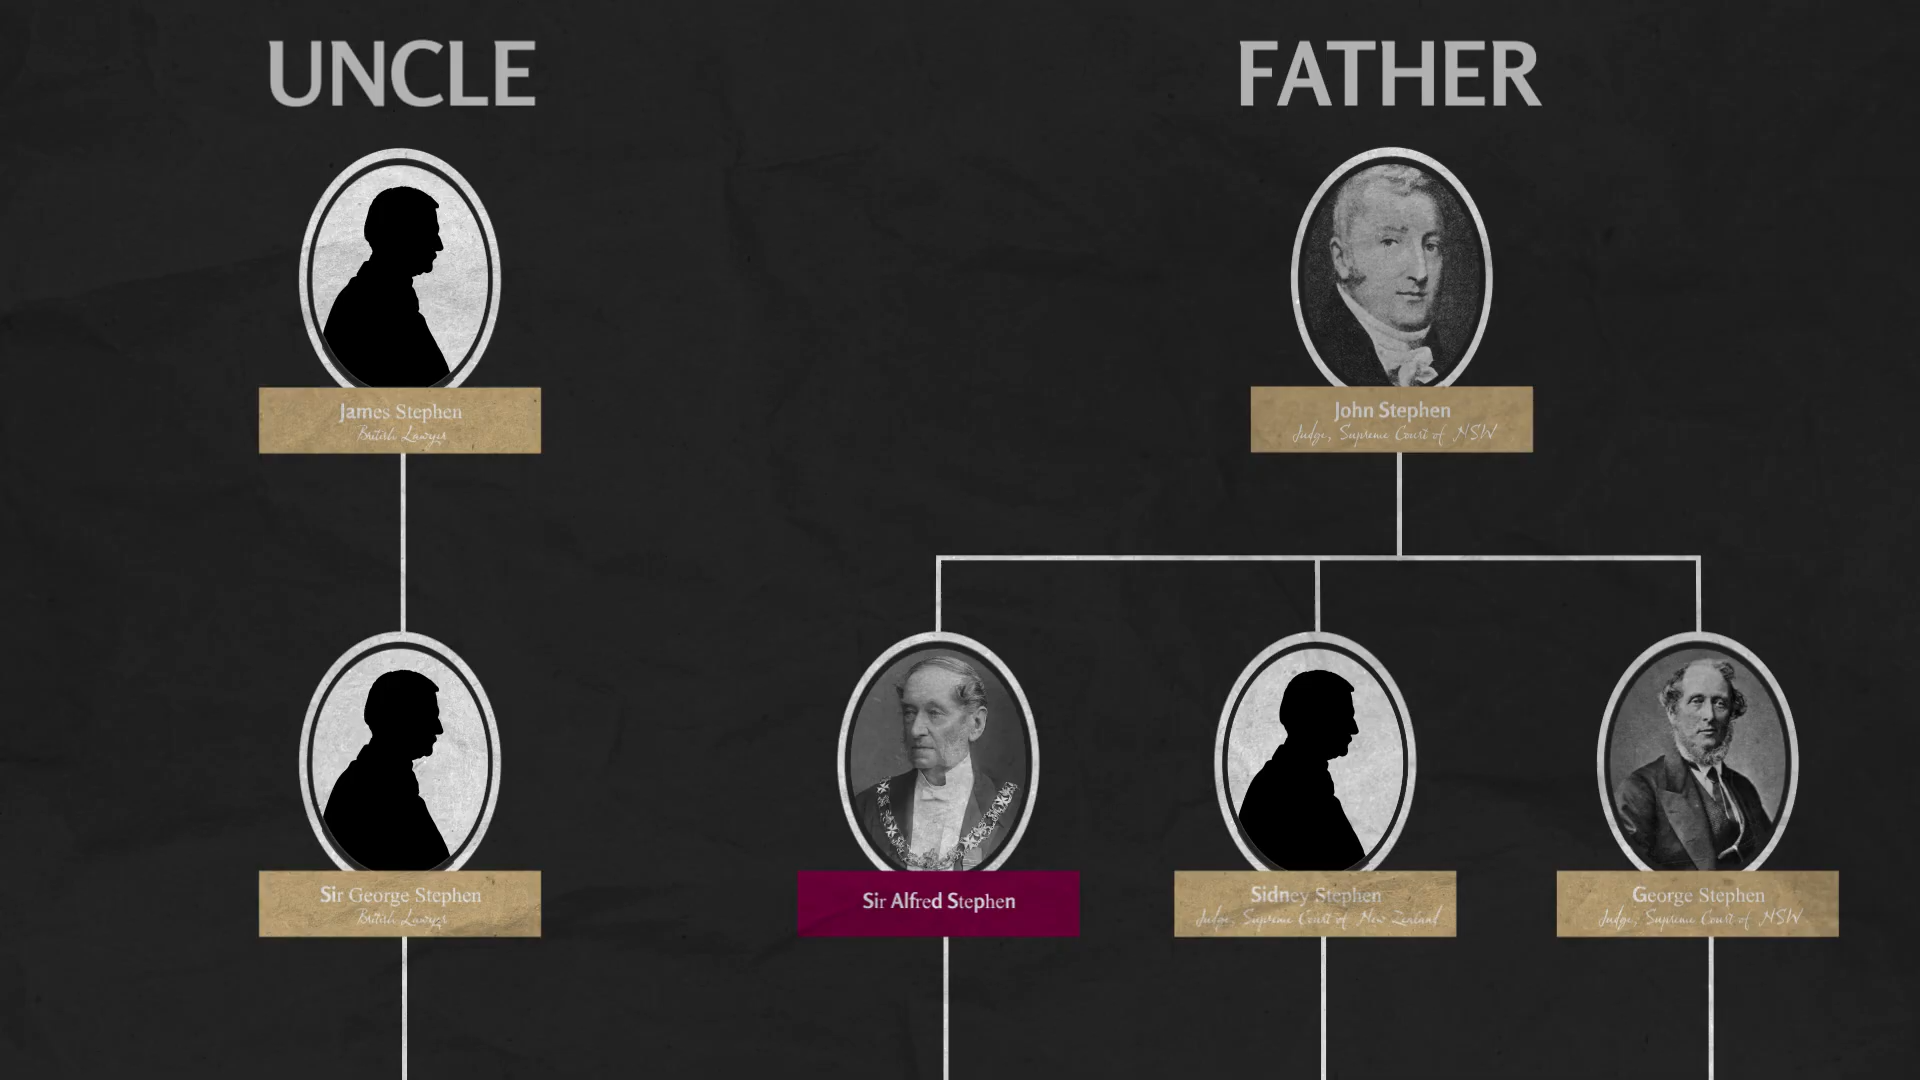 UNCLE
FATHER
James Stephen
British Lawyer
John Stephen
Judge, Supreme Court of NSW
Sir George Stephen
British Lawyer
Sir Alfred Stephen
Sidney Stephen
Judge, Supreme Court of New Zealand
George Stephen
Judge, Supreme Court of NSW